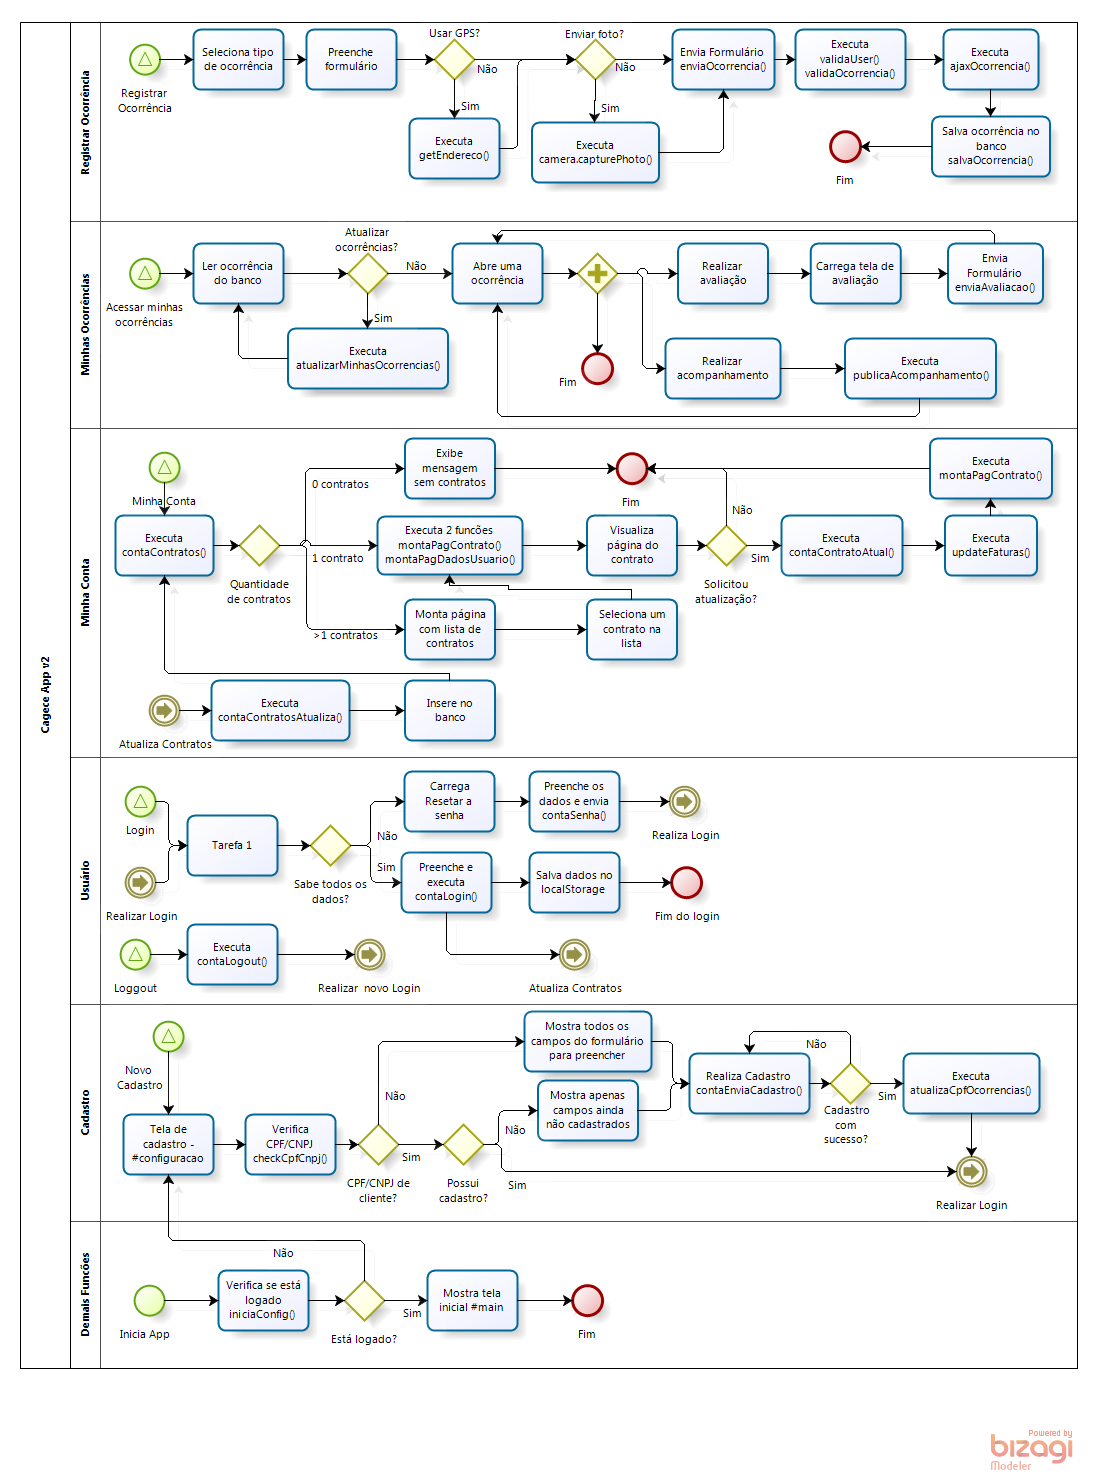 Cagece App v2
Registrar Ocorrência
Registrar
Ocorrência
Seleciona tipo
de ocorrência
Preenche
formulário
Usar GPS?
Não
Sim
Executa
getEndereco()
Enviar foto?
Não
Sim
Executa
camera.capturePhoto()
Envia Formulário
enviaOcorrencia()
Executa
validaUser()
validaOcorrencia()
Executa
ajaxOcorrencia()
Salva ocorrência no
banco
salvaOcorrencia()
Fim
Minhas Ocorrências
Acessar minhas
ocorrências
Ler ocorrência
do banco
Atualizar
ocorrências?
Não
Sim
Executa
atualizarMinhasOcorrencias()
Abre uma
ocorrência
Fim
Realizar
avaliação
Carrega tela de
avaliação
Envia
Formulário
enviaAvaliacao()
Realizar
acompanhamento
Executa
publicaAcompanhamento()
Minha Conta
Minha Conta
Executa
contaContratos()
Quantidade
de contratos
0 contratos
1 contrato
>1 contratos
Exibe
mensagem
sem contratos
Executa 2 funcões
montaPagContrato()
montaPagDadosUsuario()
Monta página
com lista de
contratos
Seleciona um
contrato na
lista
Visualiza
página do
contrato
Fim
Solicitou
atualização?
Não
Sim
Executa
contaContratoAtual()
Executa
updateFaturas()
Executa
montaPagContrato()
Atualiza Contratos
Executa
contaContratosAtualiza()
Insere no
banco
Usuário
Login
Realizar Login
Tarefa 1
Sabe todos os
dados?
Não
Sim
Carrega
Resetar a
senha
Preenche os
dados e envia
contaSenha()
Realiza Login
Preenche e
executa
contaLogin()
Salva dados no
localStorage
Fim do login
Atualiza Contratos
Loggout
Executa
contaLogout()
Realizar  novo Login
Cadastro
Novo
Cadastro
Tela de
cadastro -
#configuracao
Verifica
CPF/CNPJ
checkCpfCnpj()
CPF/CNPJ de
cliente?
Não
Sim
Possui
cadastro?
Não
Sim
Mostra todos os
campos do formulário
para preencher
Mostra apenas
campos ainda
não cadastrados
Realiza Cadastro
contaEnviaCadastro()
Não
Cadastro
com
sucesso?
Sim
Executa
atualizaCpfOcorrencias()
Realizar Login
Demais Funcões
Inicia App
Verifica se está
logado
iniciaConfig()
Não
Está logado?
Sim
Mostra tela
inicial #main
Fim
Powered by
bizagi
Modeler